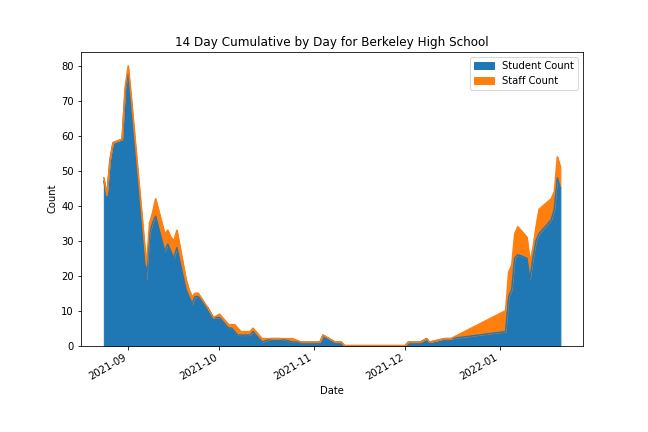 14 Day Cumulative by Day for Berkeley High School
Student Count
Staff Count
80
70
60
50
40
30
20
10
0
Count
2021-09
2021-10
2021-11
2021-12
2022-01
Date